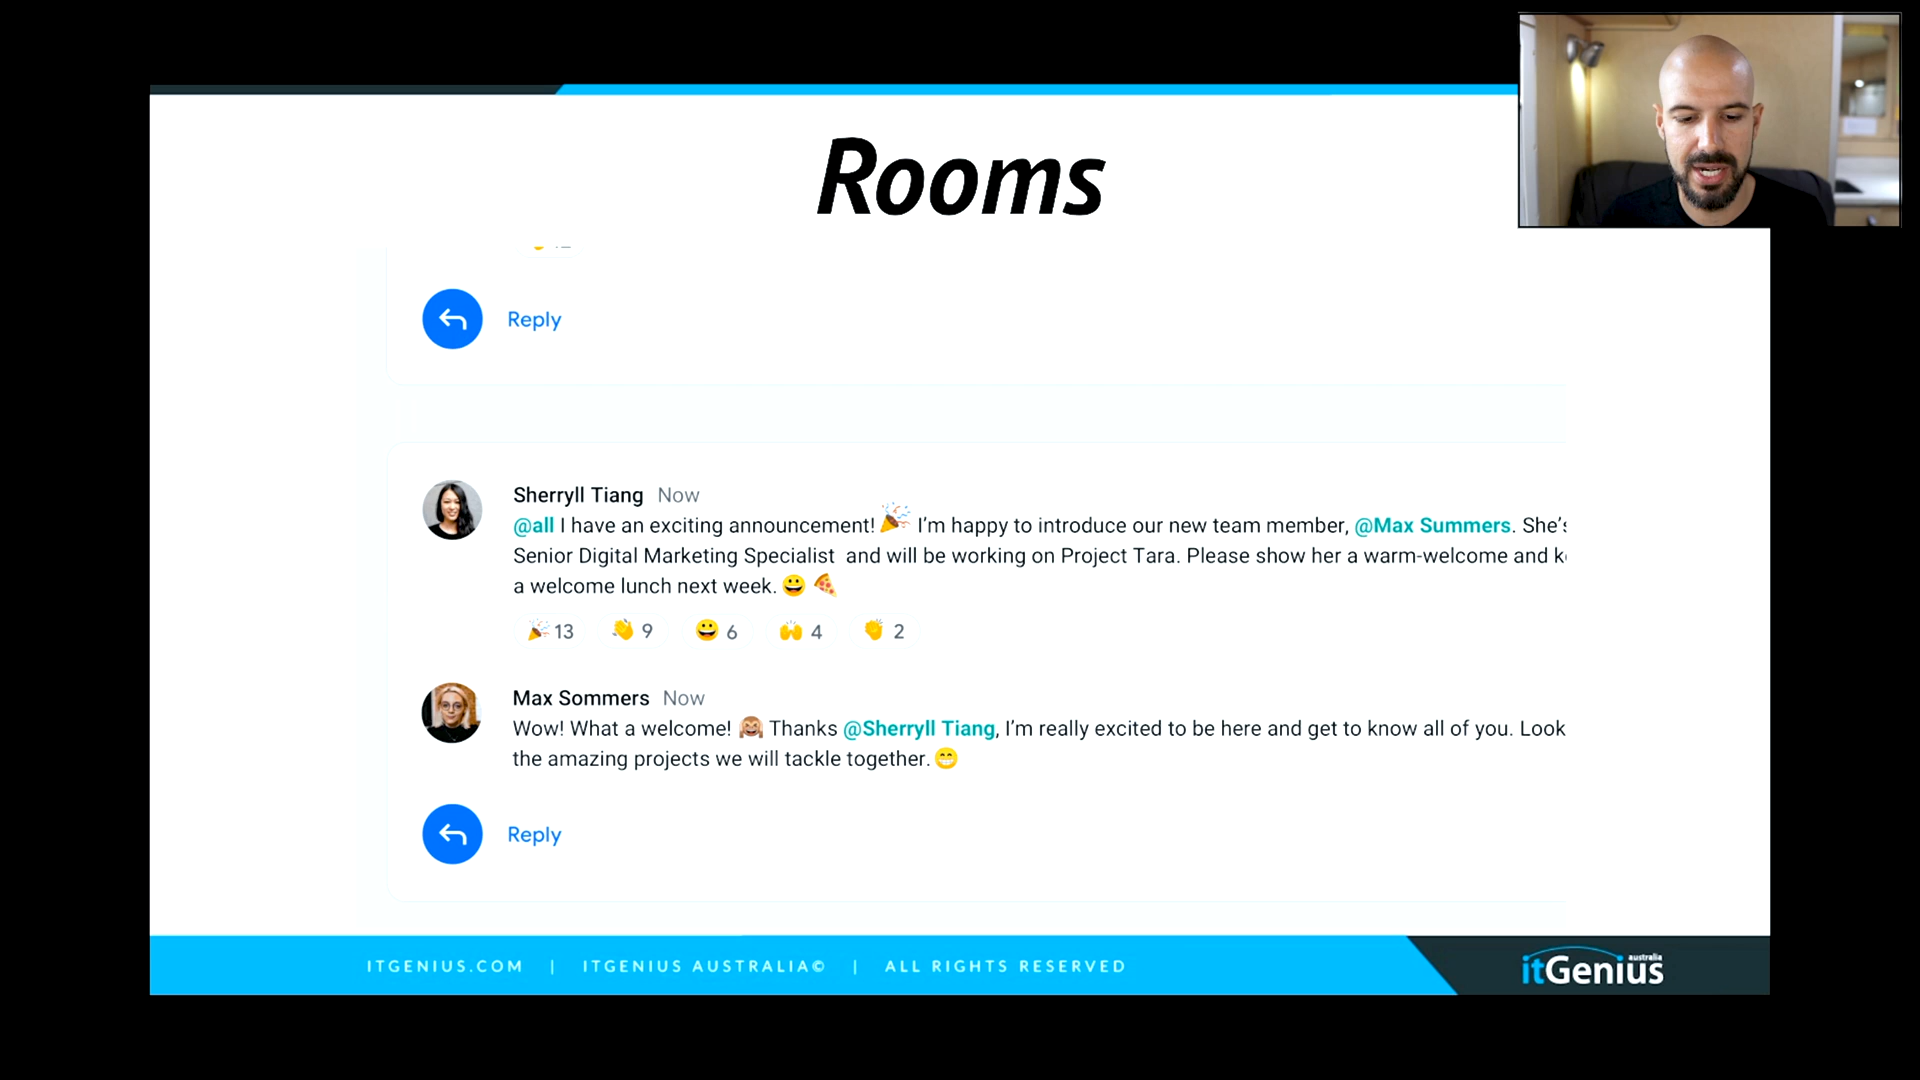 Rooms
Reply
Sherryll Tiang Now
@all I have an exciting announcement! 🎉 I'm happy to introduce our new team member, @Max Summers. She's
Senior Digital Marketing Specialist and will be working on Project Tara. Please show her a warm-welcome and
a welcome lunch next week. 😀 🍕
🎉 13 👋 9 😀 6 🙌 4 👏 2
Max Sommers Now
Wow! What a welcome! 🙉 Thanks @Sherryll Tiang, I'm really excited to be here and get to know all of you. Look
the amazing projects we will tackle together. 😁
Reply
ITGENIUS.COM | ITGENIUS AUSTRALIA© | ALL RIGHTS RESERVED
itGenius australia